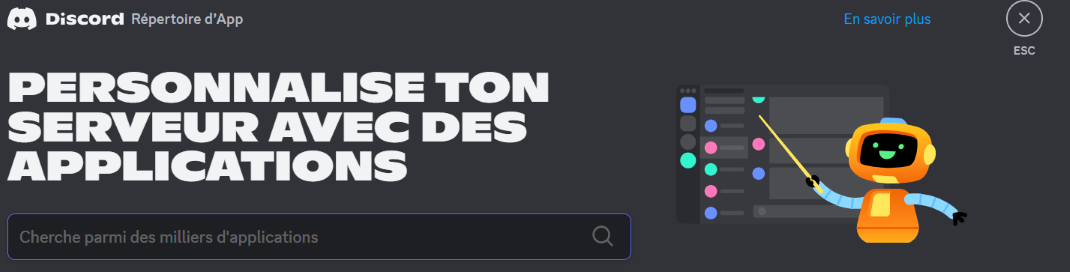 Discord Répertoire d'App
En savoir plus
ESC
PERSONNALISE TON
SERVEUR AVEC DES
APPLICATIONS
Cherche parmi des milliers d'applications